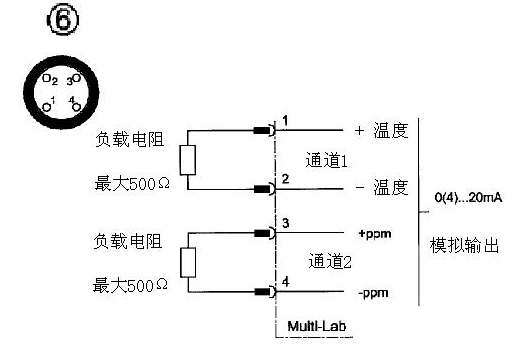 ⑥
2 3
1 4
负载电阻
最大500Ω
1
+ 温度
通道1
2
- 温度
负载电阻
最大500Ω
3
+ppm
通道2
4
-ppm
0(4)...20mA
模拟输出
Multi-Lab